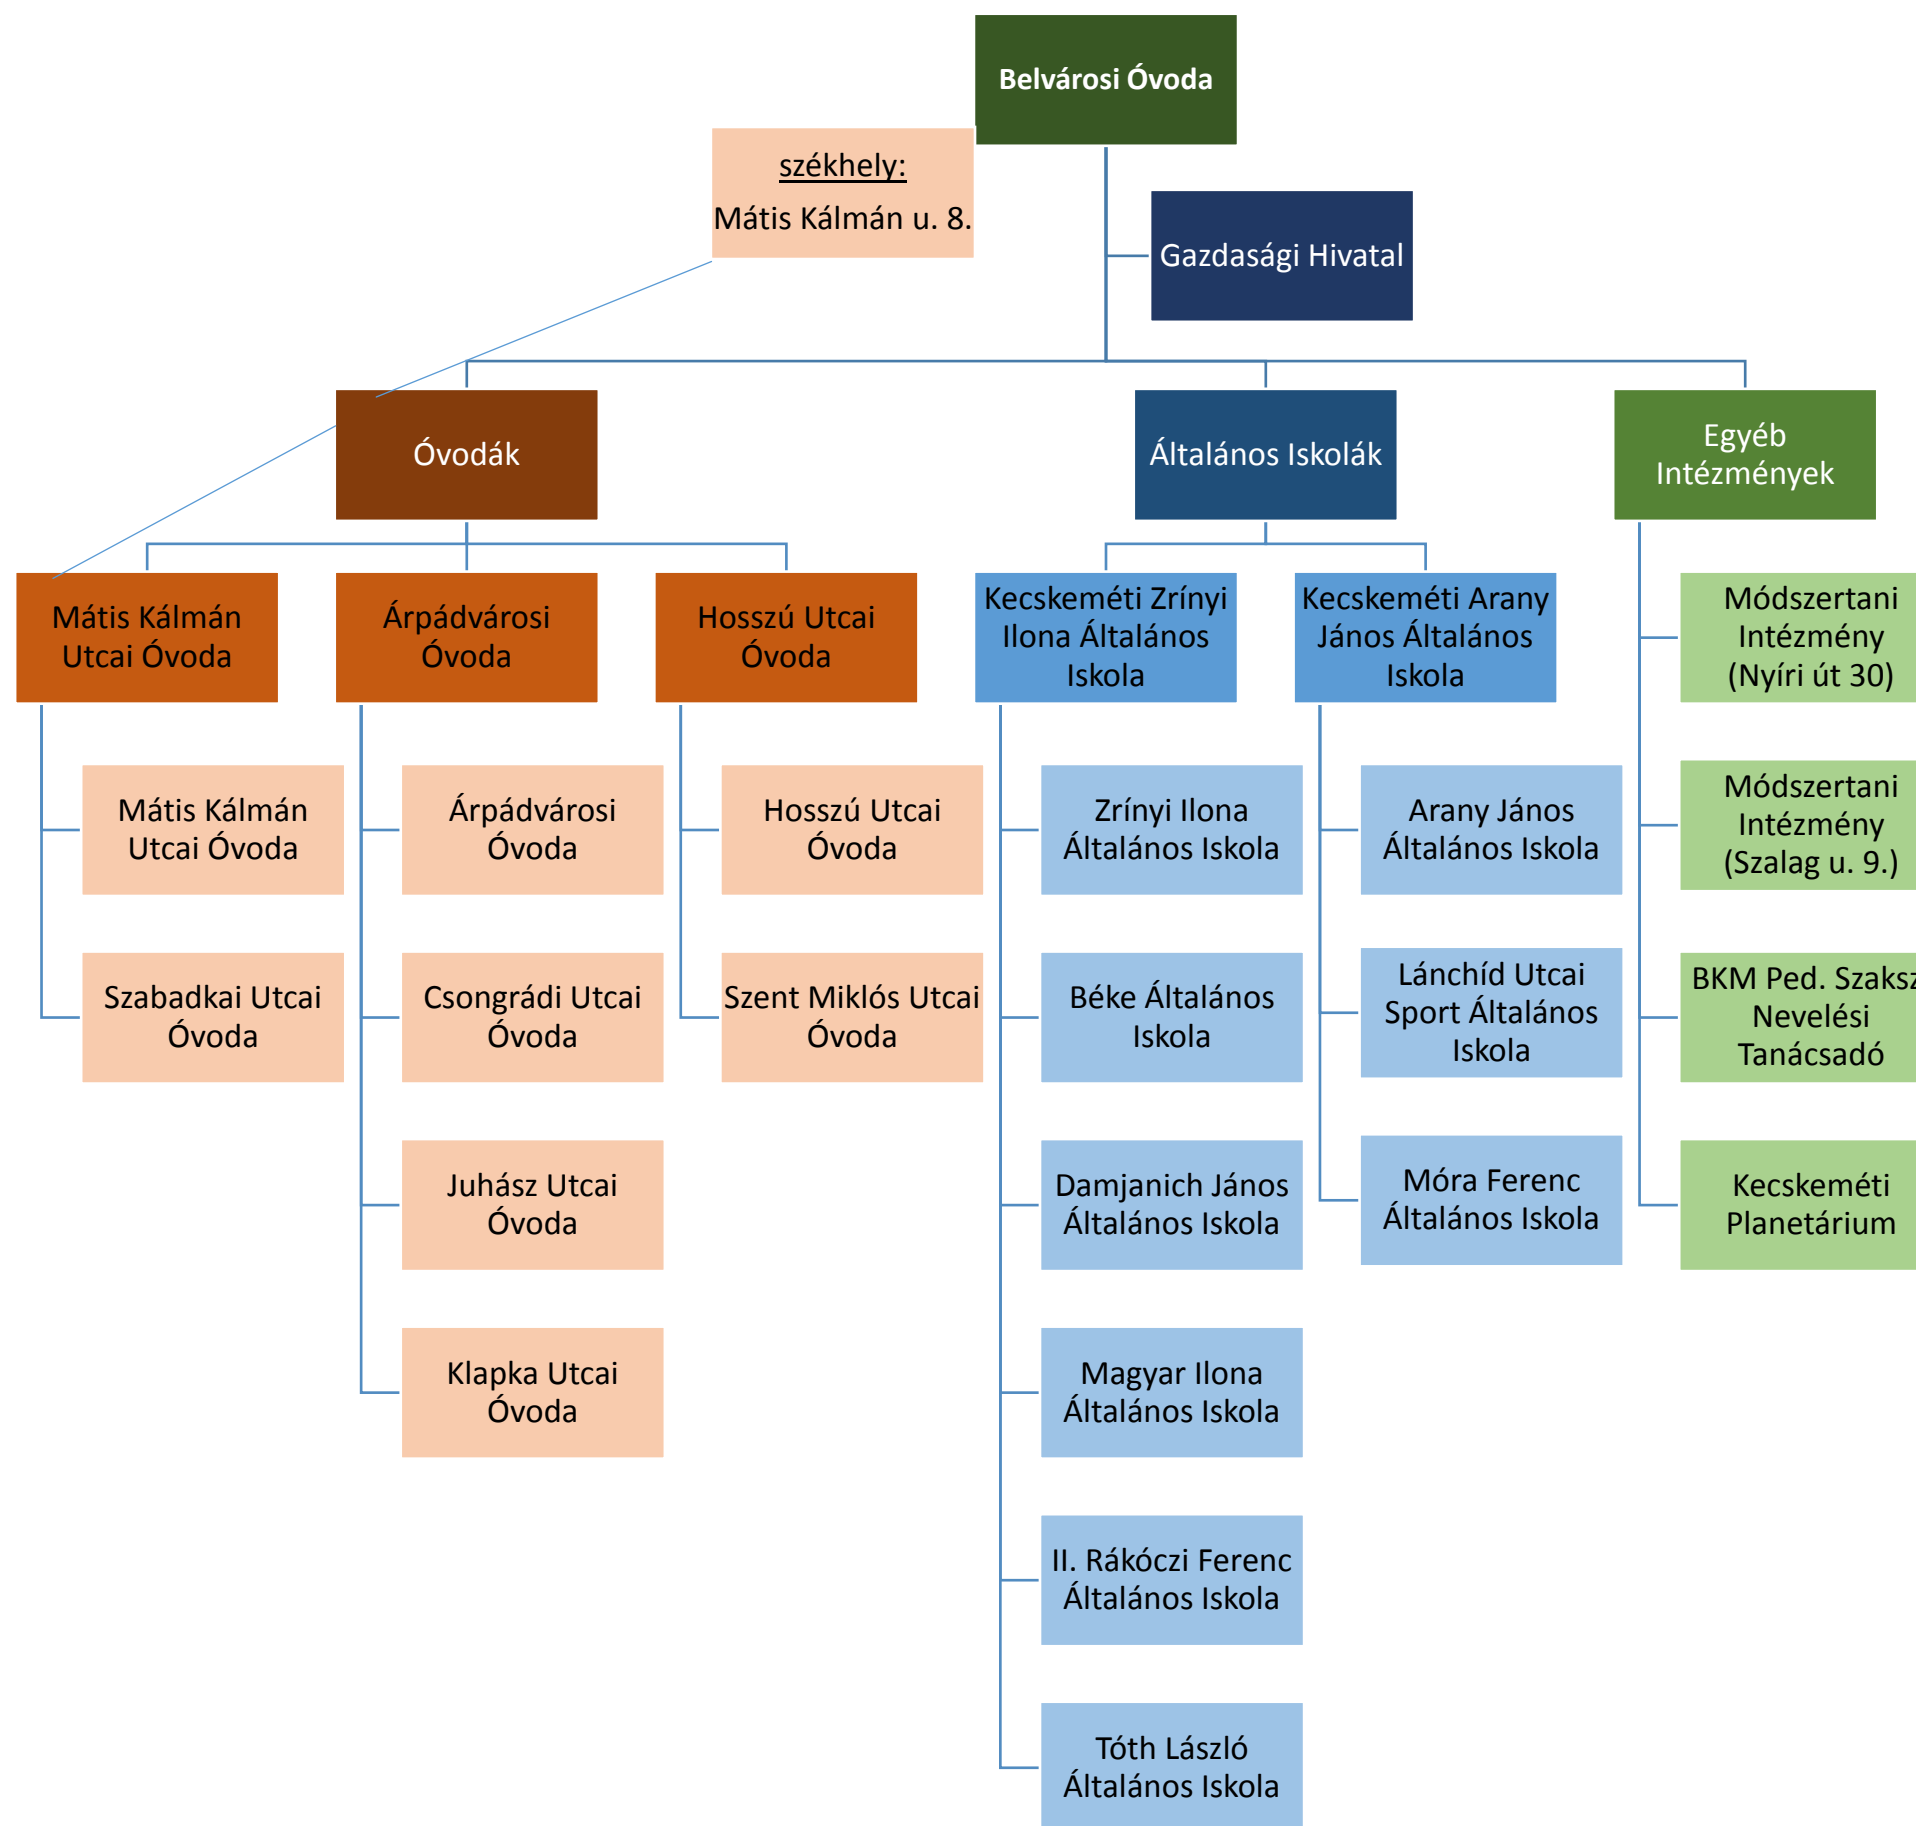 Belvárosi Óvoda
székhely:
Mátis Kálmán u. 8.
Gazdasági Hivatal
Óvodák
Általános Iskolák
Egyéb
Intézmények
Mátis Kálmán
Utcai Óvoda
Árpádvárosi
Óvoda
Hosszú Utcai
Óvoda
Kecskeméti Zrínyi
Ilona Általános
Iskola
Kecskeméti Arany
János Általános
Iskola
Módszertani
Intézmény
(Nyíri út 30)
Mátis Kálmán
Utcai Óvoda
Árpádvárosi
Óvoda
Hosszú Utcai
Óvoda
Zrínyi Ilona
Általános Iskola
Arany János
Általános Iskola
Módszertani
Intézmény
(Szalag u. 9.)
Szabadkai Utcai
Óvoda
Csongrádi Utcai
Óvoda
Szent Miklós Utcai
Óvoda
Béke Általános
Iskola
Lánchíd Utcai
Sport Általános
Iskola
BKM Ped. Szaksz
Nevelési
Tanácsadó
Juhász Utcai
Óvoda
Damjanich János
Általános Iskola
Móra Ferenc
Általános Iskola
Kecskeméti
Planetárium
Klapka Utcai
Óvoda
Magyar Ilona
Általános Iskola
II. Rákóczi Ferenc
Általános Iskola
Tóth László
Általános Iskola